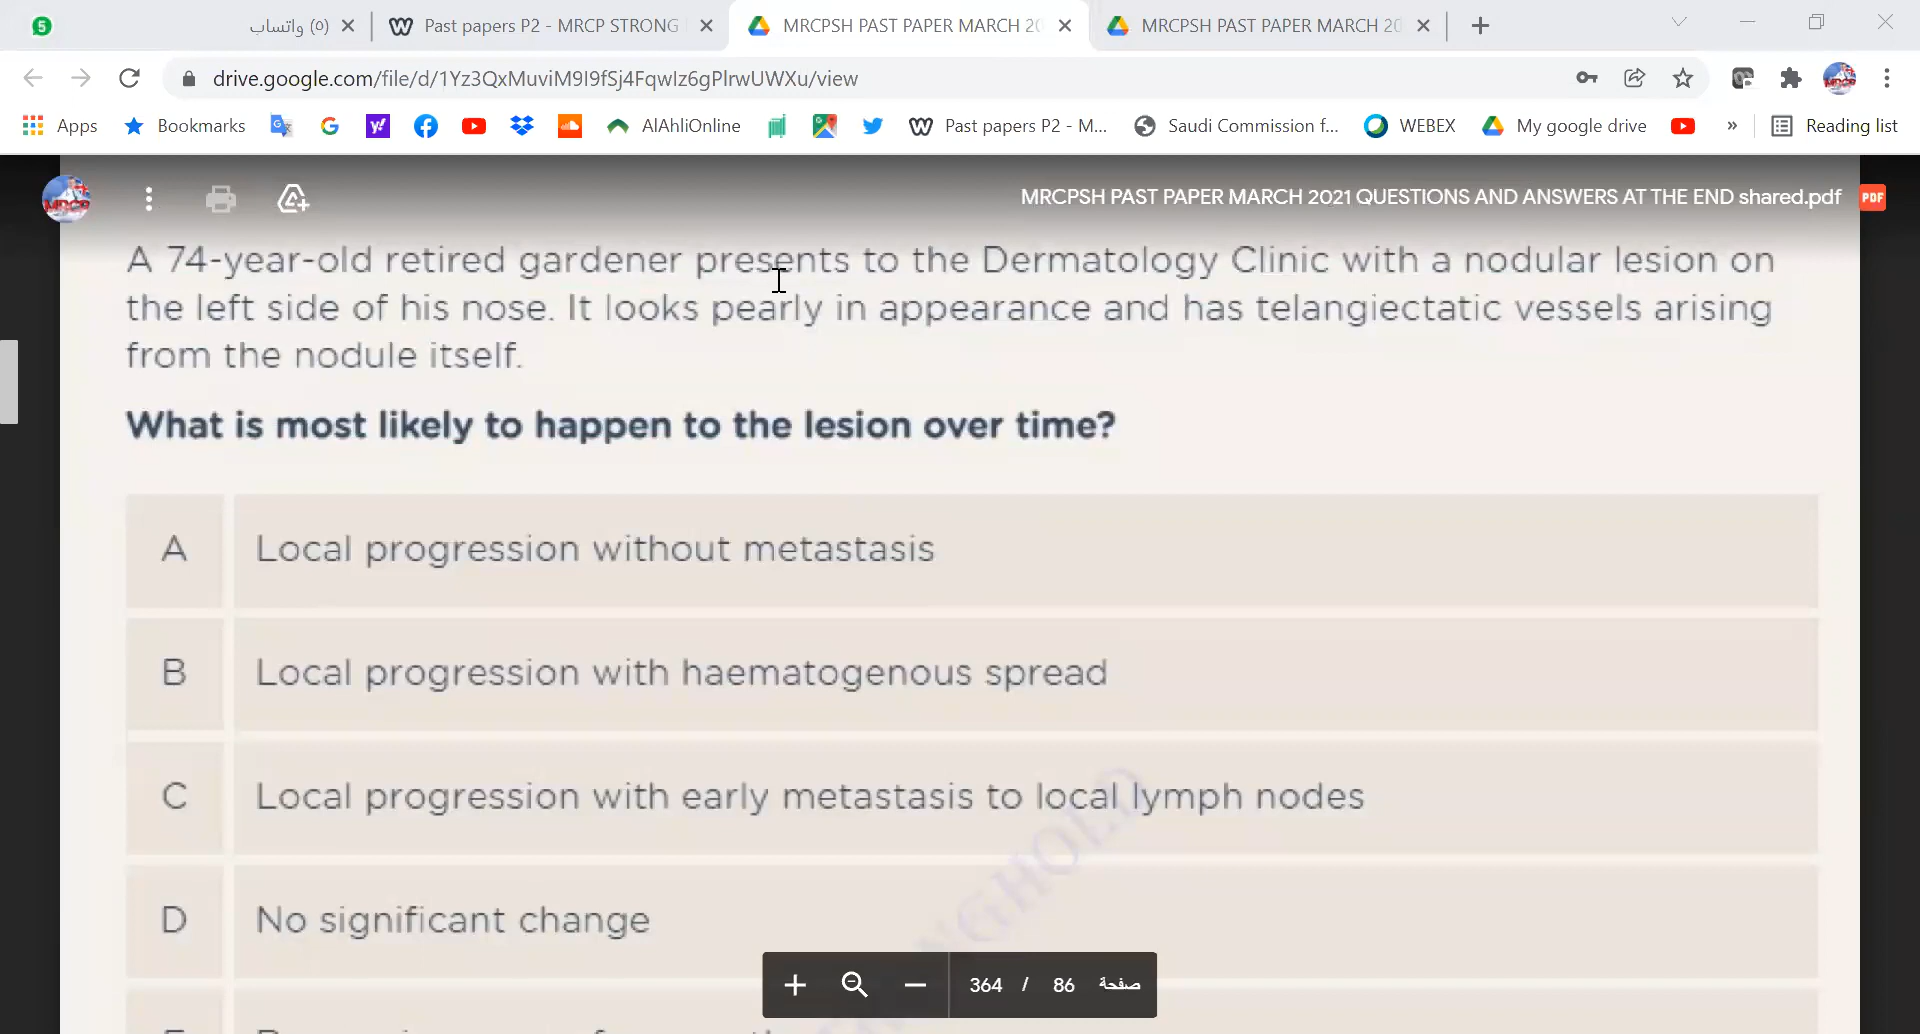 واتساب (٥)
Past papers P2 - MRCP STRONG
MRCPSH PAST PAPER MARCH 20
MRCPSH PAST PAPER MARCH 20
drive.google.com/file/d/1Yz3QxMuviM9I9fSj4FqwIz6gPlrwUWXu/view
Apps
Bookmarks
AlAhliOnline
Past papers P2 - M...
Saudi Commission f...
WEBEX
My google drive
»
Reading list
MRCPSH PAST PAPER MARCH 2021 QUESTIONS AND ANSWERS AT THE END shared.pdf
PDF
A 74-year-old retired gardener presents to the Dermatology Clinic with a nodular lesion on
the left side of his nose. It looks pearly in appearance and has telangiectatic vessels arising
from the nodule itself.
What is most likely to happen to the lesion over time?
A Local progression without metastasis
B Local progression with haematogenous spread
C Local progression with early metastasis to local lymph nodes
D No significant change
صفحة 86 / 364